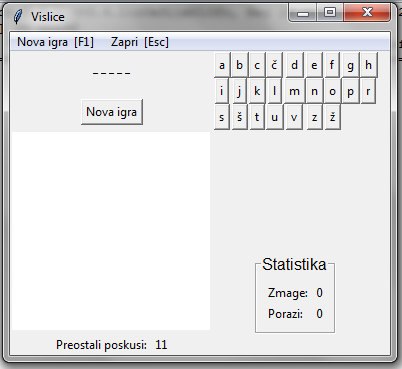 Vislice
Nova igra [F1] Zapri [Esc]
-----
Nova igra
a b c č d e f g h
i j k l m n o p r
s š t u v z ž
Statistika
Zmage: 0
Porazi: 0
Preostali poskusi: 11